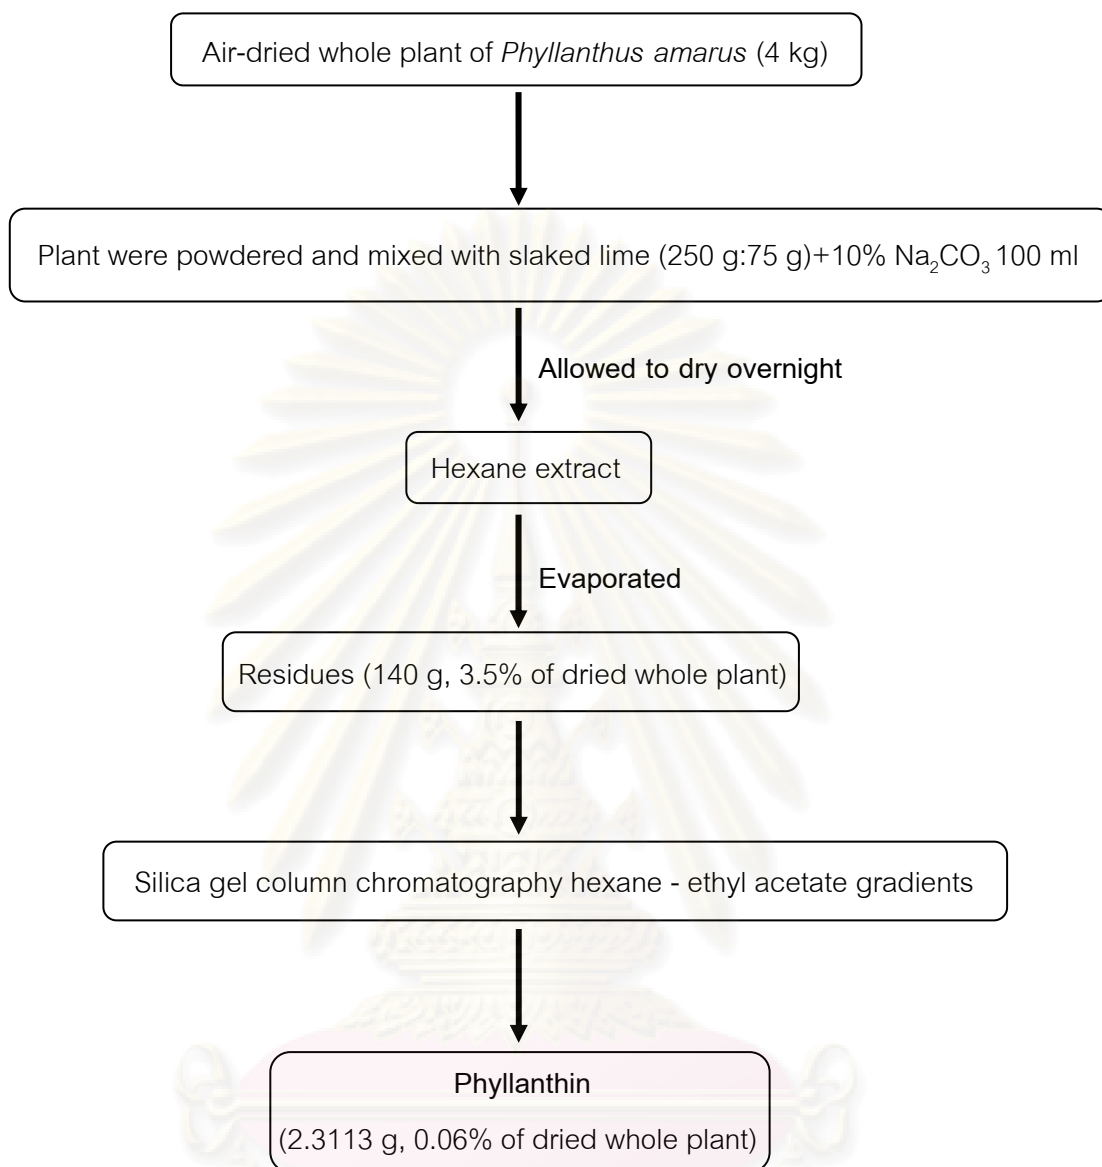 Air-dried whole plant of Phyllanthus amarus (4 kg)
Plant were powdered and mixed with slaked lime (250 g:75 g)+10% Na₂CO₃ 100 ml
Allowed to dry overnight
Hexane extract
Evaporated
Residues (140 g, 3.5% of dried whole plant)
Silica gel column chromatography hexane - ethyl acetate gradients
Phyllanthin
(2.3113 g, 0.06% of dried whole plant)